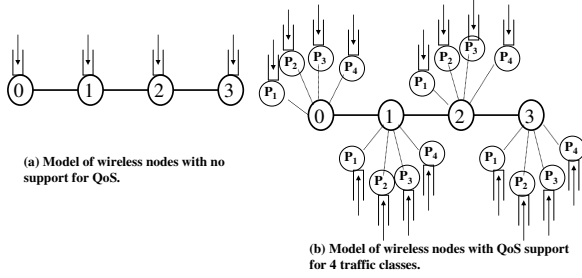 0 1 2 3
(a) Model of wireless nodes with no
support for QoS.
P1 P2 P3 P4
P1 P2 P3 P4
0 1 2 3
P1 P2 P3 P4
P1 P2 P3 P4
(b) Model of wireless nodes with QoS support
for 4 traffic classes.